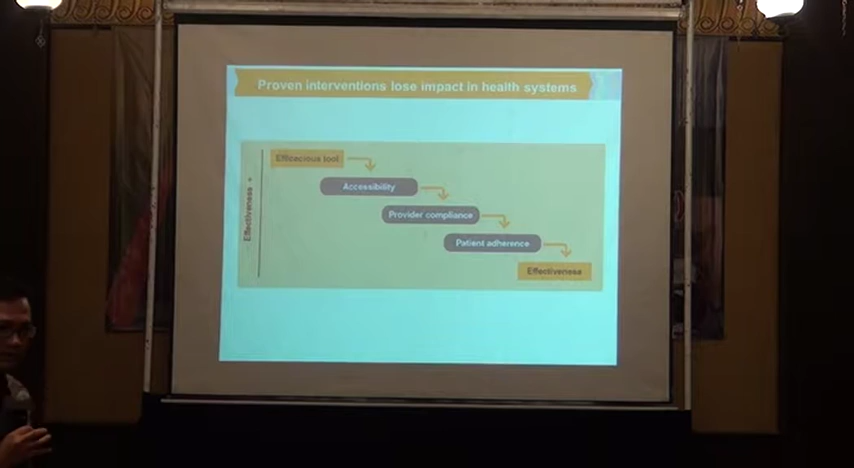 Proven interventions lose impact in health systems
Efficacious tool
Accessibility
Provider compliance
Patient adherence
Effectiveness
Effectiveness +